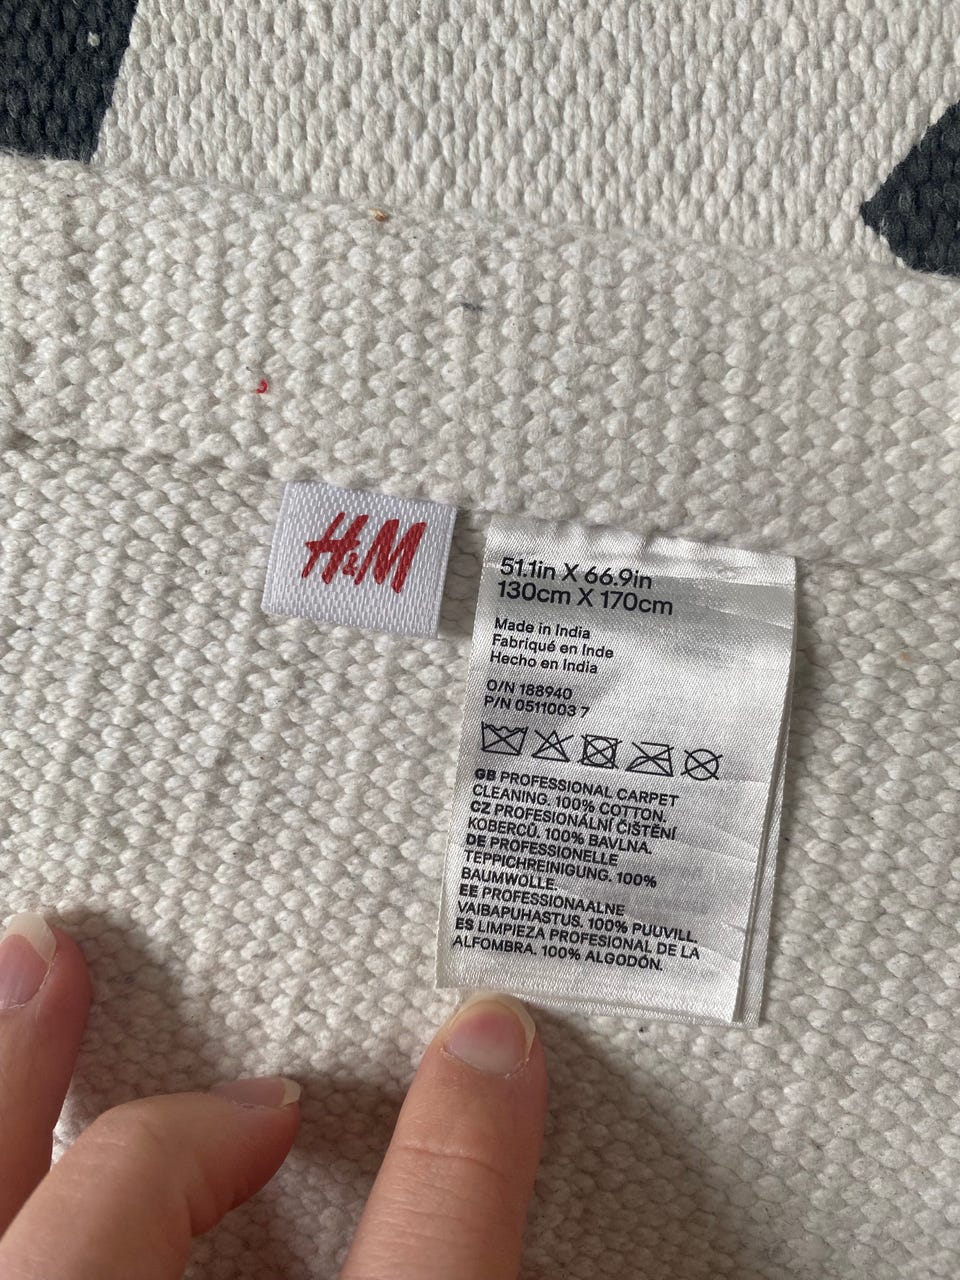 H&M
51.1in X 66.9in
130cm X 170cm
Made in India
Fabriqué en Inde
Hecho en India
O/N 188940
P/N 0511003 7
GB PROFESSIONAL CARPET
CLEANING. 100% COTTON.
CZ PROFESIONÁLNÍ ČIŠTĚNÍ
KOBERCŮ. 100% BAVLNA.
DE PROFESSIONELLE
TEPPICHREINIGUNG. 100%
BAUMWOLLE.
EE PROFESSIONAALNE
VAIBAPUHASTUS. 100% PUUVILL.
ES LIMPIEZA PROFESIONAL DE LA
ALFOMBRA. 100% ALGODÓN.